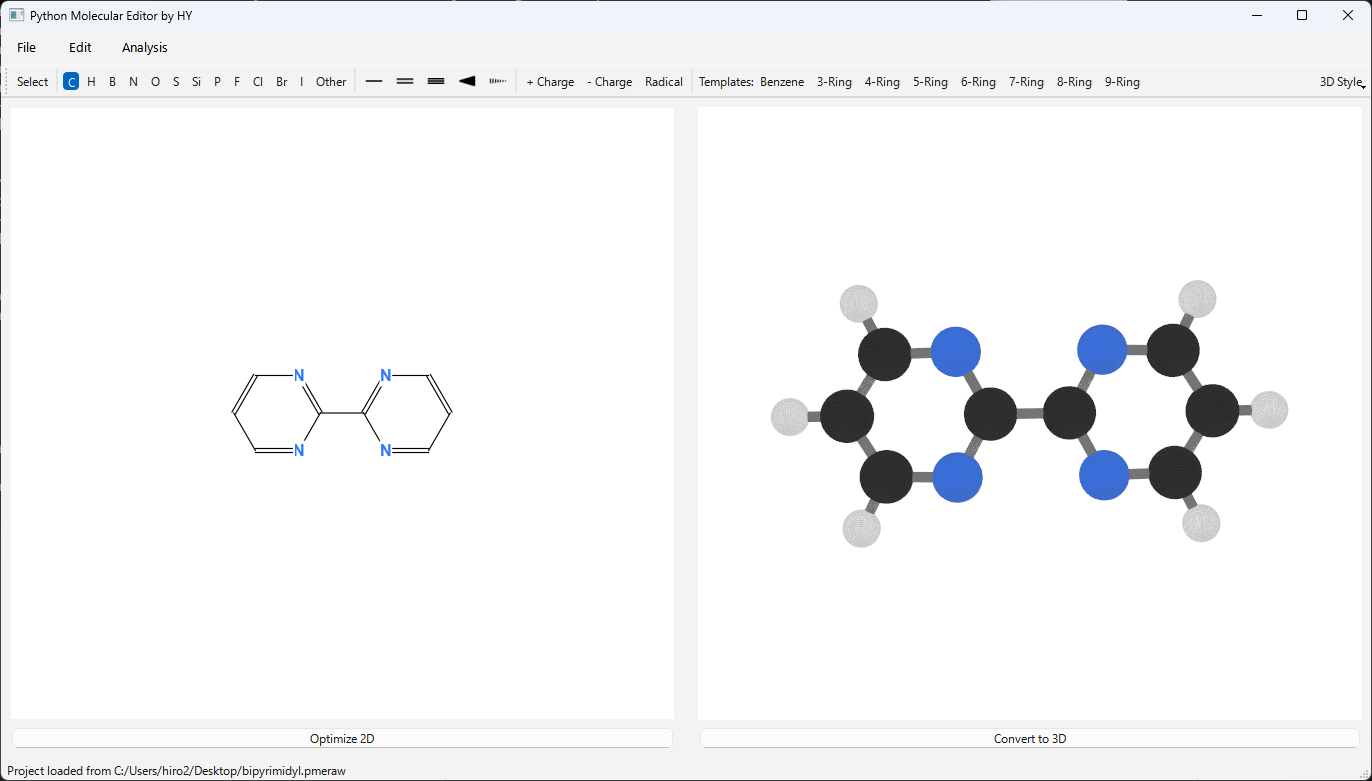 Python Molecular Editor by HY
File Edit Analysis
Select C H B N O S Si P F Cl Br I Other + Charge - Charge Radical Templates: Benzene 3-Ring 4-Ring 5-Ring 6-Ring 7-Ring 8-Ring 9-Ring 3D Style
N N
N N
Optimize 2D Convert to 3D
Project loaded from C:/Users/hiro2/Desktop/bipyrimidyl.pmeraw